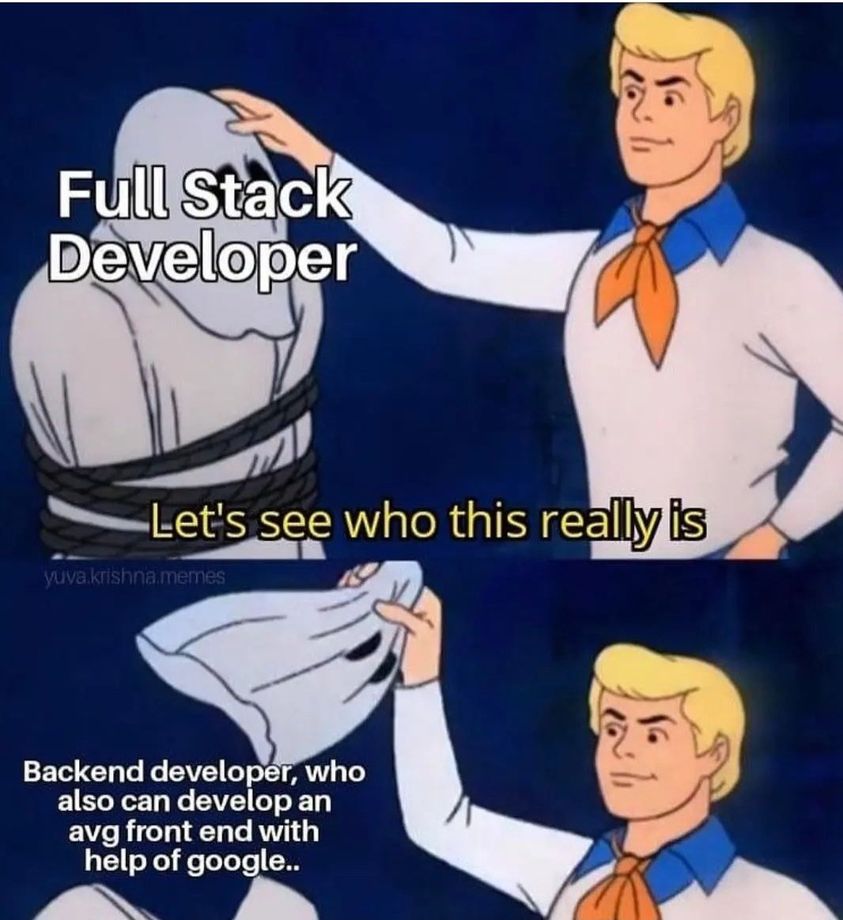 Full Stack
Developer
Let's see who this really is
yuva.krishna.memes
Backend developer, who
also can develop an
avg front end with
help of google..